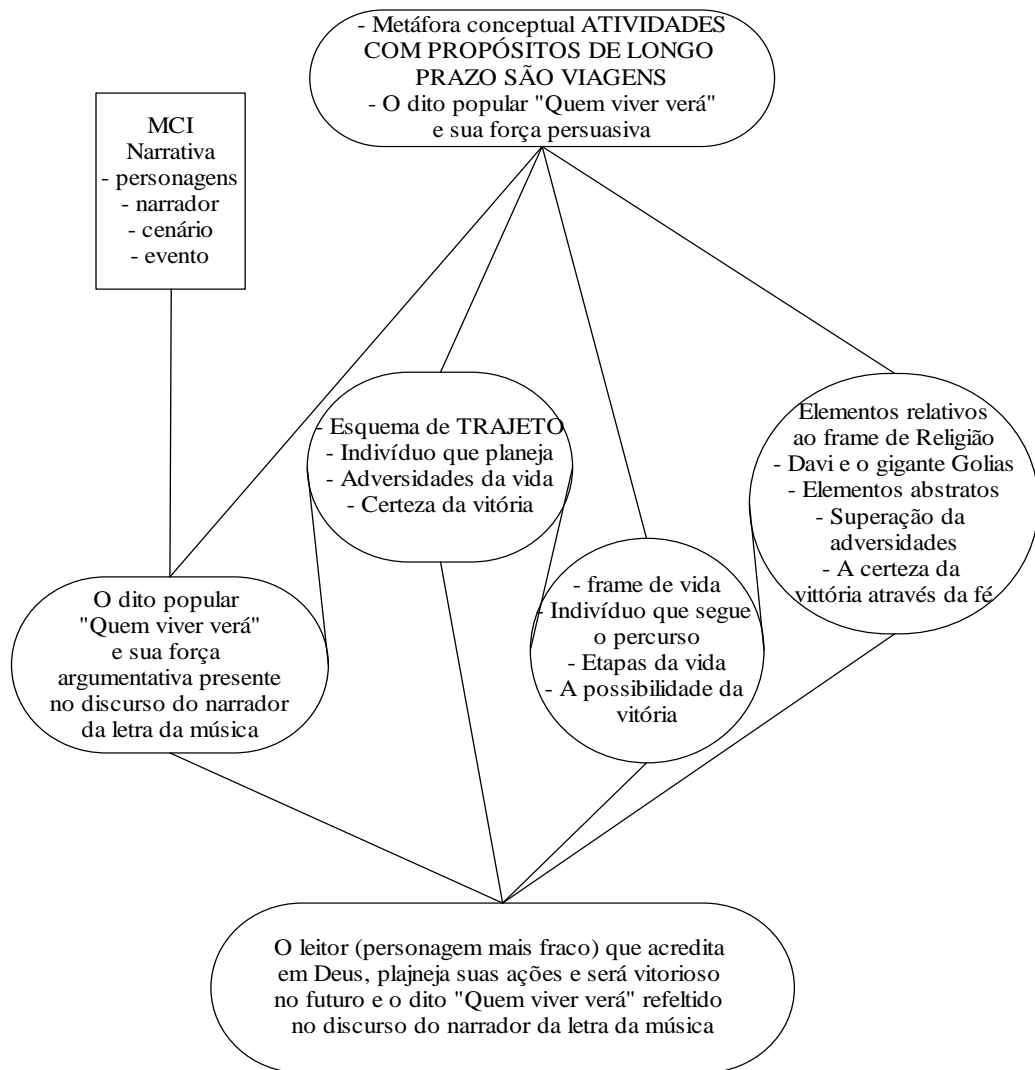 - Metáfora conceptual ATIVIDADES
COM PROPÓSITOS DE LONGO
PRAZO SÃO VIAGENS
- O dito popular "Quem viver verá"
e sua força persuasiva
MCI
Narrativa
- personagens
- narrador
- cenário
- evento
- Esquema de TRAJETO
- Indivíduo que planeja
- Adversidades da vida
- Certeza da vitória
Elementos relativos
ao frame de Religião
- Davi e o gigante Golias
- Elementos abstratos
- Superação da
adversidades
- A certeza da
vittória através da fé
O dito popular
"Quem viver verá"
e sua força
argumentativa presente
no discurso do narrador
da letra da música
- frame de vida
- Indivíduo que segue
o percurso
- Etapas da vida
- A possibilidade da
vitória
O leitor (personagem mais fraco) que acredita
em Deus, plajneja suas ações e será vitorioso
no futuro e o dito "Quem viver verá" refeltido
no discurso do narrador da letra da música